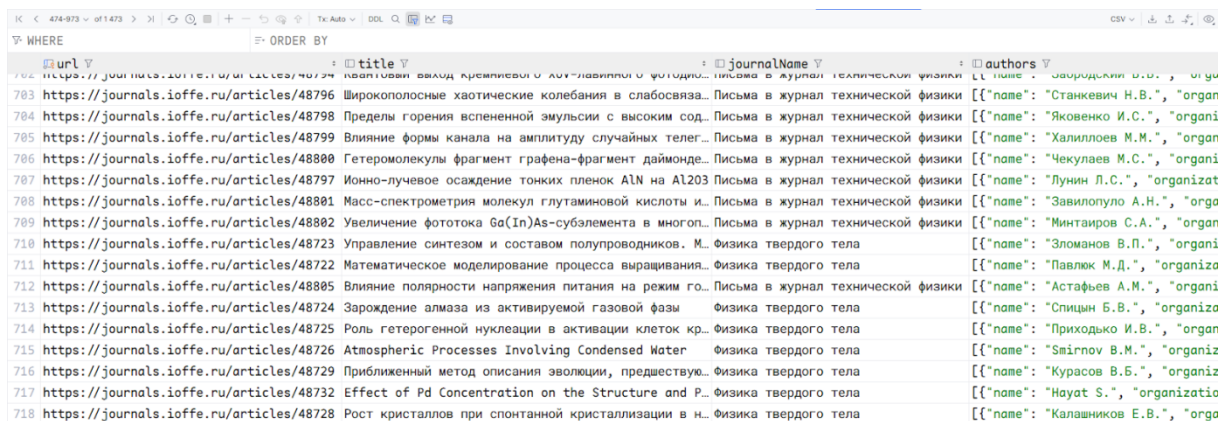 474-973 of 1 473 Tx: Auto DDL CSV
WHERE ORDER BY
url title journalName authors
703 https://journals.ioffe.ru/articles/48796 Широкополосные хаотические колебания в слабосвяза… Письма в журнал технической физики [{"name": "Станкевич Н.В.", "organi
704 https://journals.ioffe.ru/articles/48798 Пределы горения вспененной эмульсии с высоким сод… Письма в журнал технической физики [{"name": "Яковенко И.С.", "organi
705 https://journals.ioffe.ru/articles/48799 Влияние формы канала на амплитуду случайных телег… Письма в журнал технической физики [{"name": "Халиллоев М.М.", "organi
706 https://journals.ioffe.ru/articles/48800 Гетеромолекулы фрагмент графена-фрагмент даймонде… Письма в журнал технической физики [{"name": "Чекулаев М.С.", "organi
707 https://journals.ioffe.ru/articles/48797 Ионно-лучевое осаждение тонких пленок AlN на Al2O3 Письма в журнал технической физики [{"name": "Лунин Л.С.", "organizat
708 https://journals.ioffe.ru/articles/48801 Масс-спектрометрия молекул глутаминовой кислоты и… Письма в журнал технической физики [{"name": "Завилопуло А.Н.", "orga
709 https://journals.ioffe.ru/articles/48802 Увеличение фототока Ga(In)As-субэлемента в многоп… Письма в журнал технической физики [{"name": "Минтаиров С.А.", "organi
710 https://journals.ioffe.ru/articles/48723 Управление синтезом и составом полупроводников. М… Физика твердого тела [{"name": "Зломанов В.П.", "organi
711 https://journals.ioffe.ru/articles/48722 Математическое моделирование процесса выращивания… Физика твердого тела [{"name": "Павлюк М.Д.", "organiza
712 https://journals.ioffe.ru/articles/48805 Влияние полярности напряжения питания на режим го… Письма в журнал технической физики [{"name": "Астафьев А.М.", "organi
713 https://journals.ioffe.ru/articles/48724 Зарождение алмаза из активируемой газовой фазы Физика твердого тела [{"name": "Спицын Б.В.", "organiza
714 https://journals.ioffe.ru/articles/48725 Роль гетерогенной нуклеации в активации клеток кр… Физика твердого тела [{"name": "Приходько И.В.", "organ
715 https://journals.ioffe.ru/articles/48726 Atmospheric Processes Involving Condensed Water Физика твердого тела [{"name": "Smirnov B.M.", "organiz
716 https://journals.ioffe.ru/articles/48729 Приближенный метод описания эволюции, предшествую… Физика твердого тела [{"name": "Курасов В.Б.", "organiz
717 https://journals.ioffe.ru/articles/48732 Effect of Pd Concentration on the Structure and P… Физика твердого тела [{"name": "Hayat S.", "organizatio
718 https://journals.ioffe.ru/articles/48728 Рост кристаллов при спонтанной кристаллизации в н… Физика твердого тела [{"name": "Калашников Е.В.", "orga